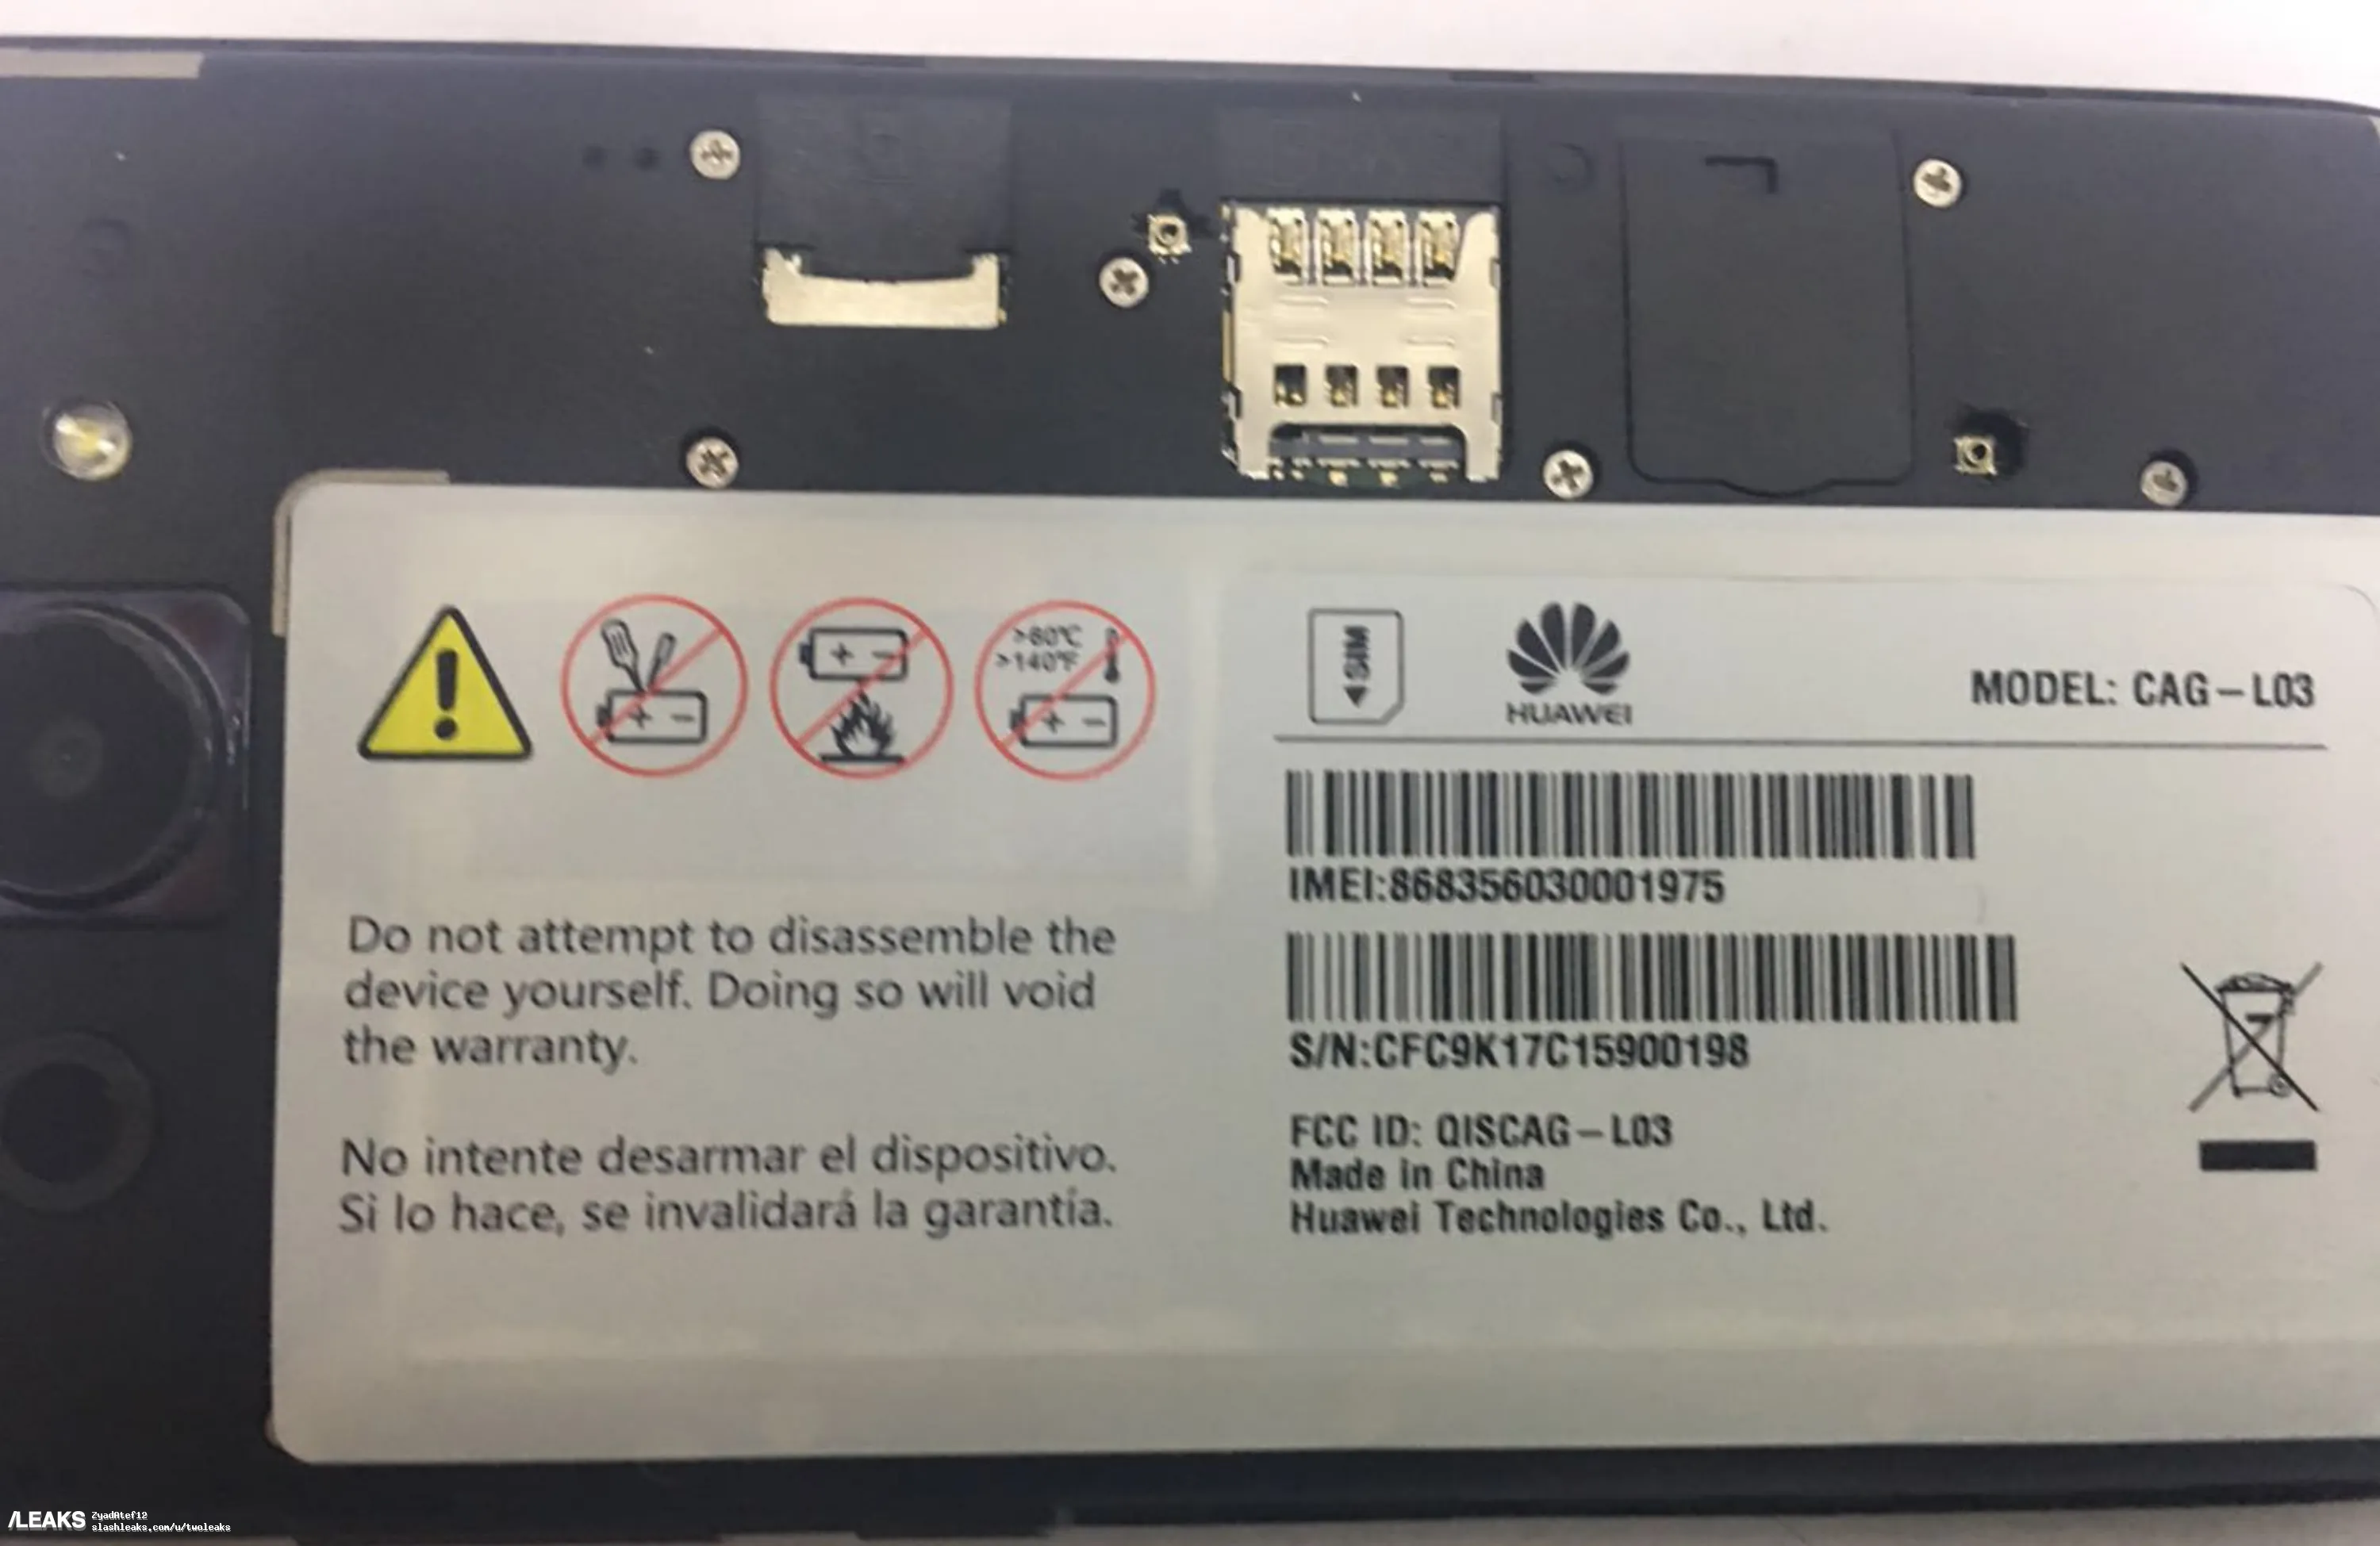 >60℃
>140℉
Do not attempt to disassemble the
device yourself. Doing so will void
the warranty.
No intente desarmar el dispositivo.
Si lo hace, se invalidará la garantía.
SIM
HUAWEI
MODEL: CAG-L03
IMEI:868356030001975
S/N:CFC9K17C15900198
FCC ID: QISCAG-L03
Made in China
Huawei Technologies Co., Ltd.
/LEAKS
ZyadAtef12
slashleaks.com/u/twoleaks